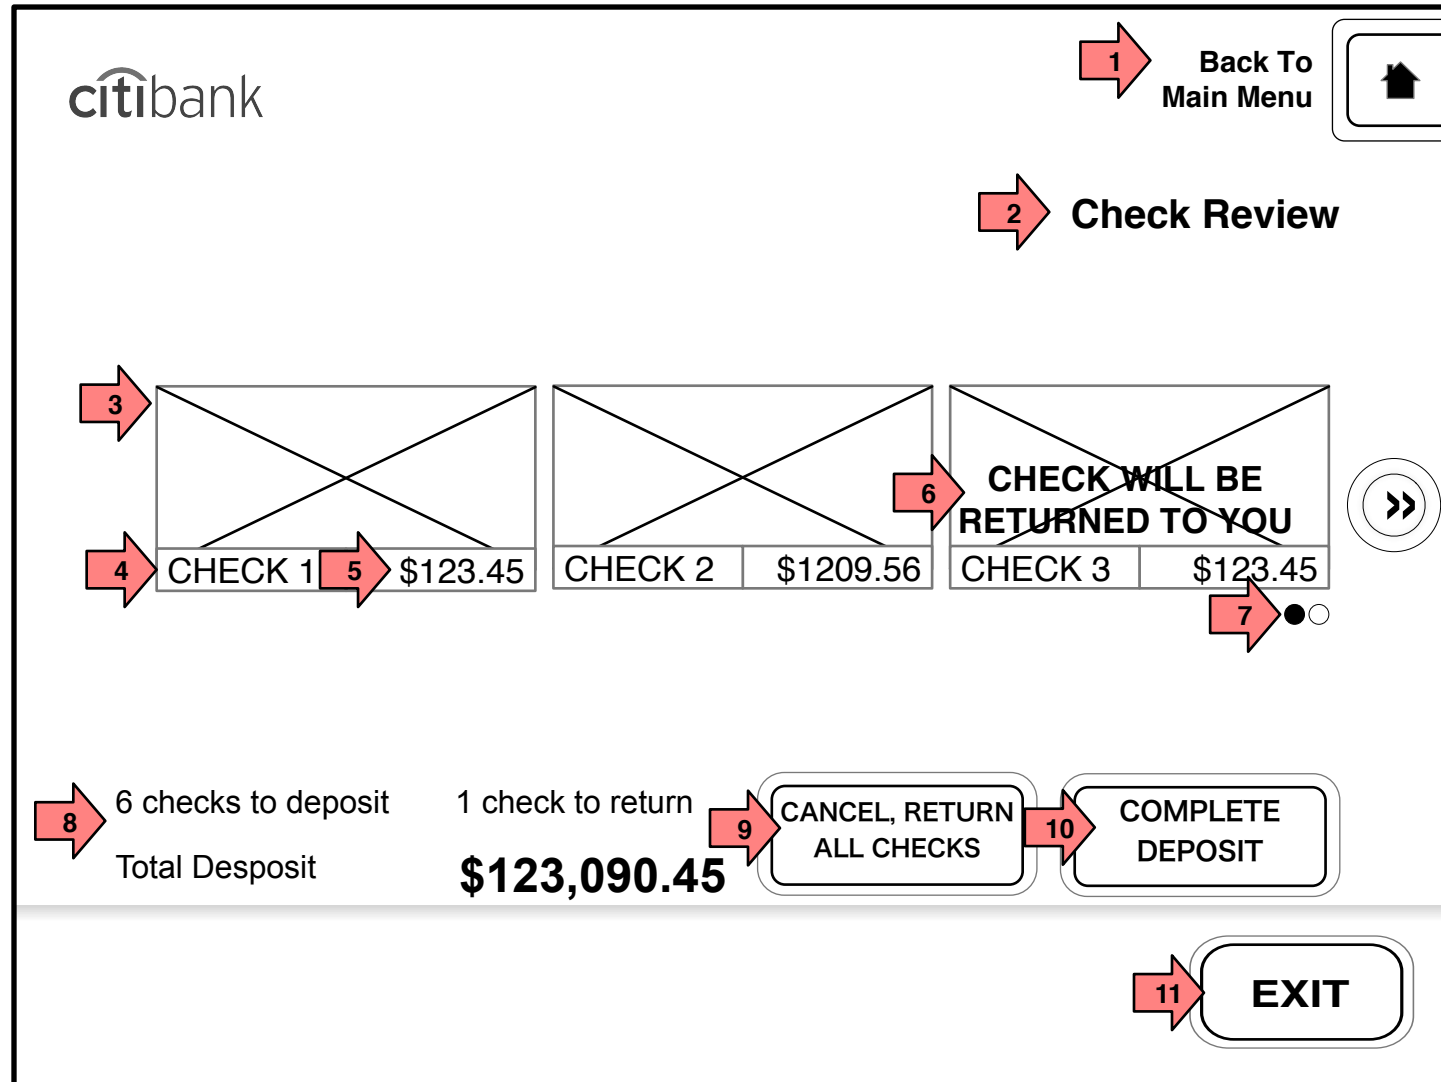 citibank
1
Back To
Main Menu
2
Check Review
3
6
CHECK WILL BE
RETURNED TO YOU
»
4
CHECK 1
5
$123.45
CHECK 2
$1209.56
CHECK 3
$123.45
7
8
6 checks to deposit
1 check to return
Total Desposit
$123,090.45
9
CANCEL, RETURN
ALL CHECKS
10
COMPLETE
DEPOSIT
11
EXIT